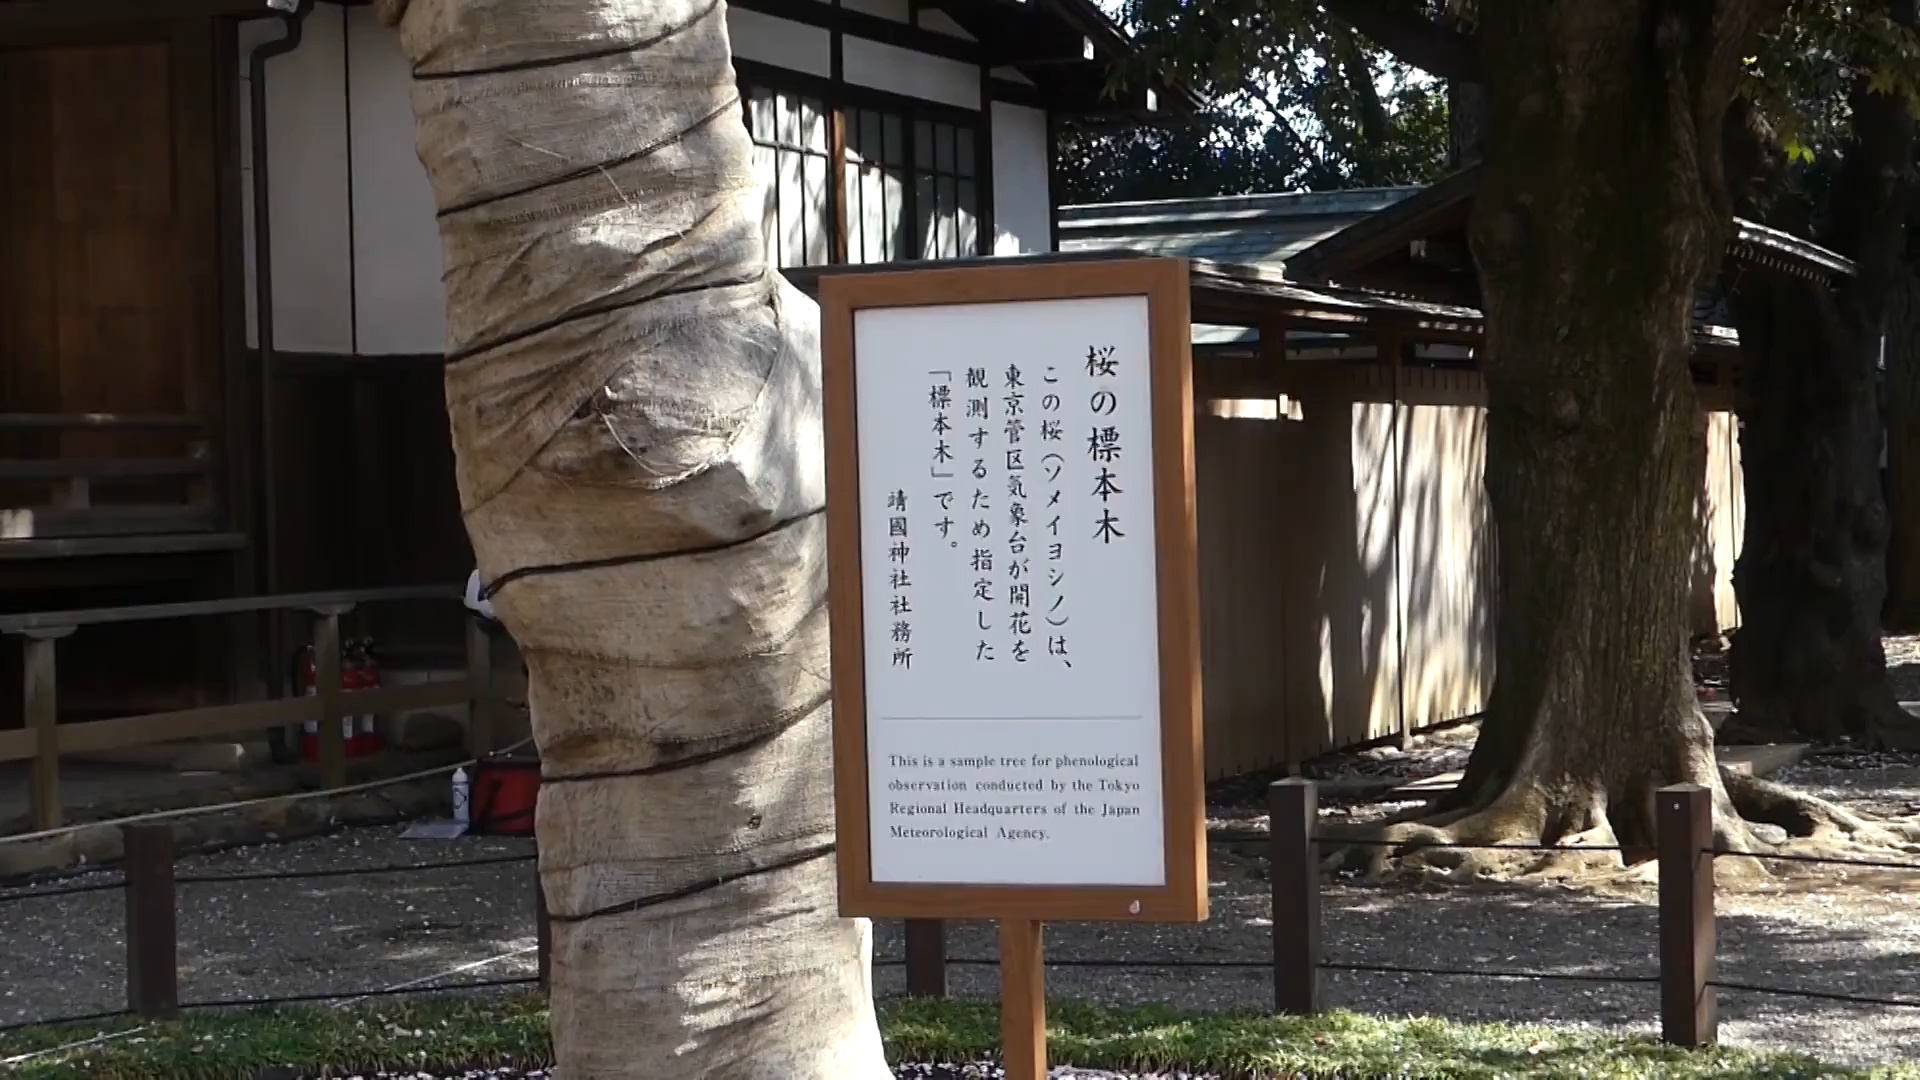 桜の標本木
この桜（ソメイヨシノ）は、
東京管区気象台が開花を
観測するため指定した
「標本木」です。
靖國神社社務所
This is a sample tree for phenological
observation conducted by the Tokyo
Regional Headquarters of the Japan
Meteorological Agency.